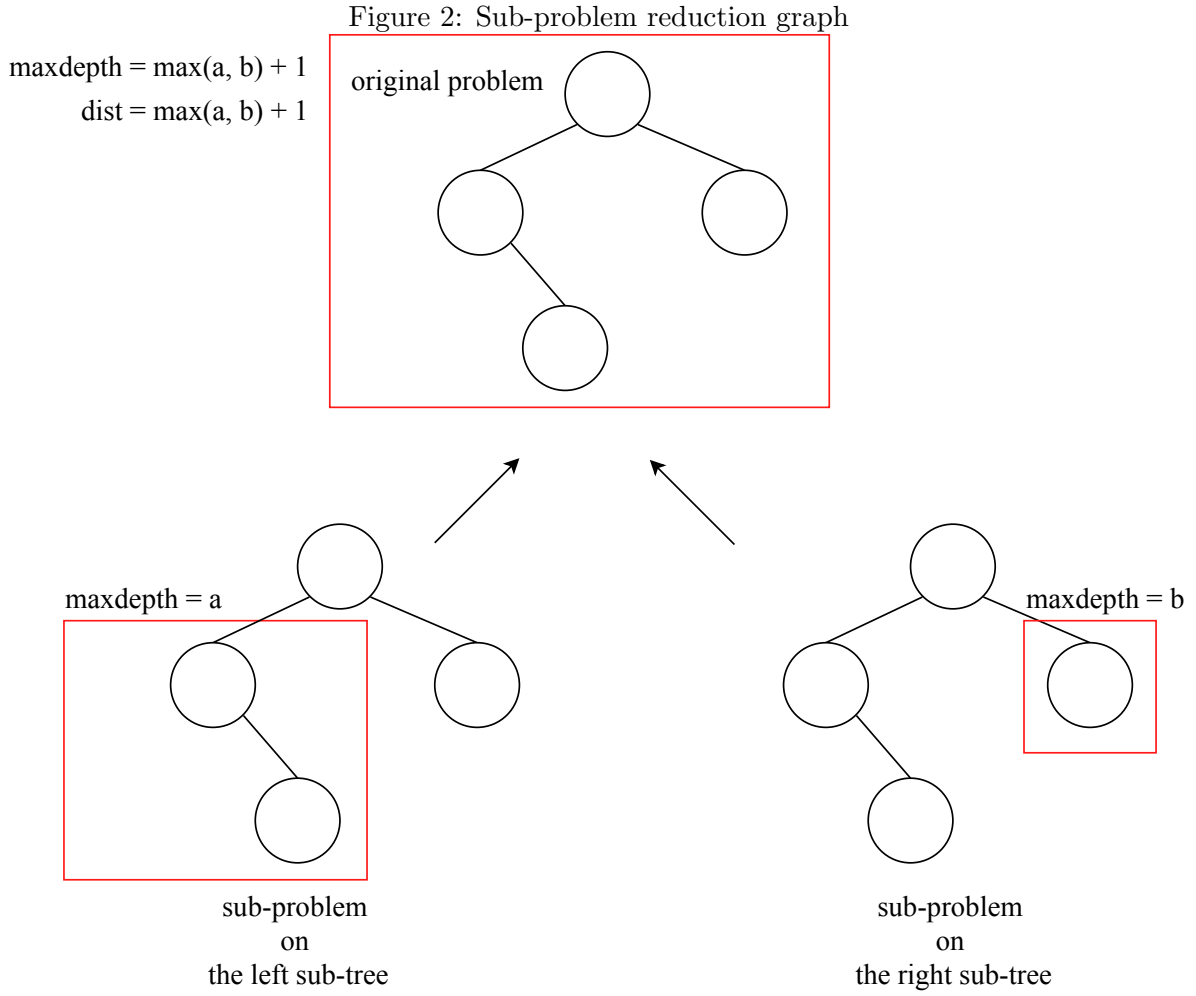 Figure 2: Sub-problem reduction graph
maxdepth = max(a, b) + 1
dist = max(a, b) + 1
original problem
maxdepth = a
maxdepth = b
sub-problem
on
the left sub-tree
sub-problem
on
the right sub-tree